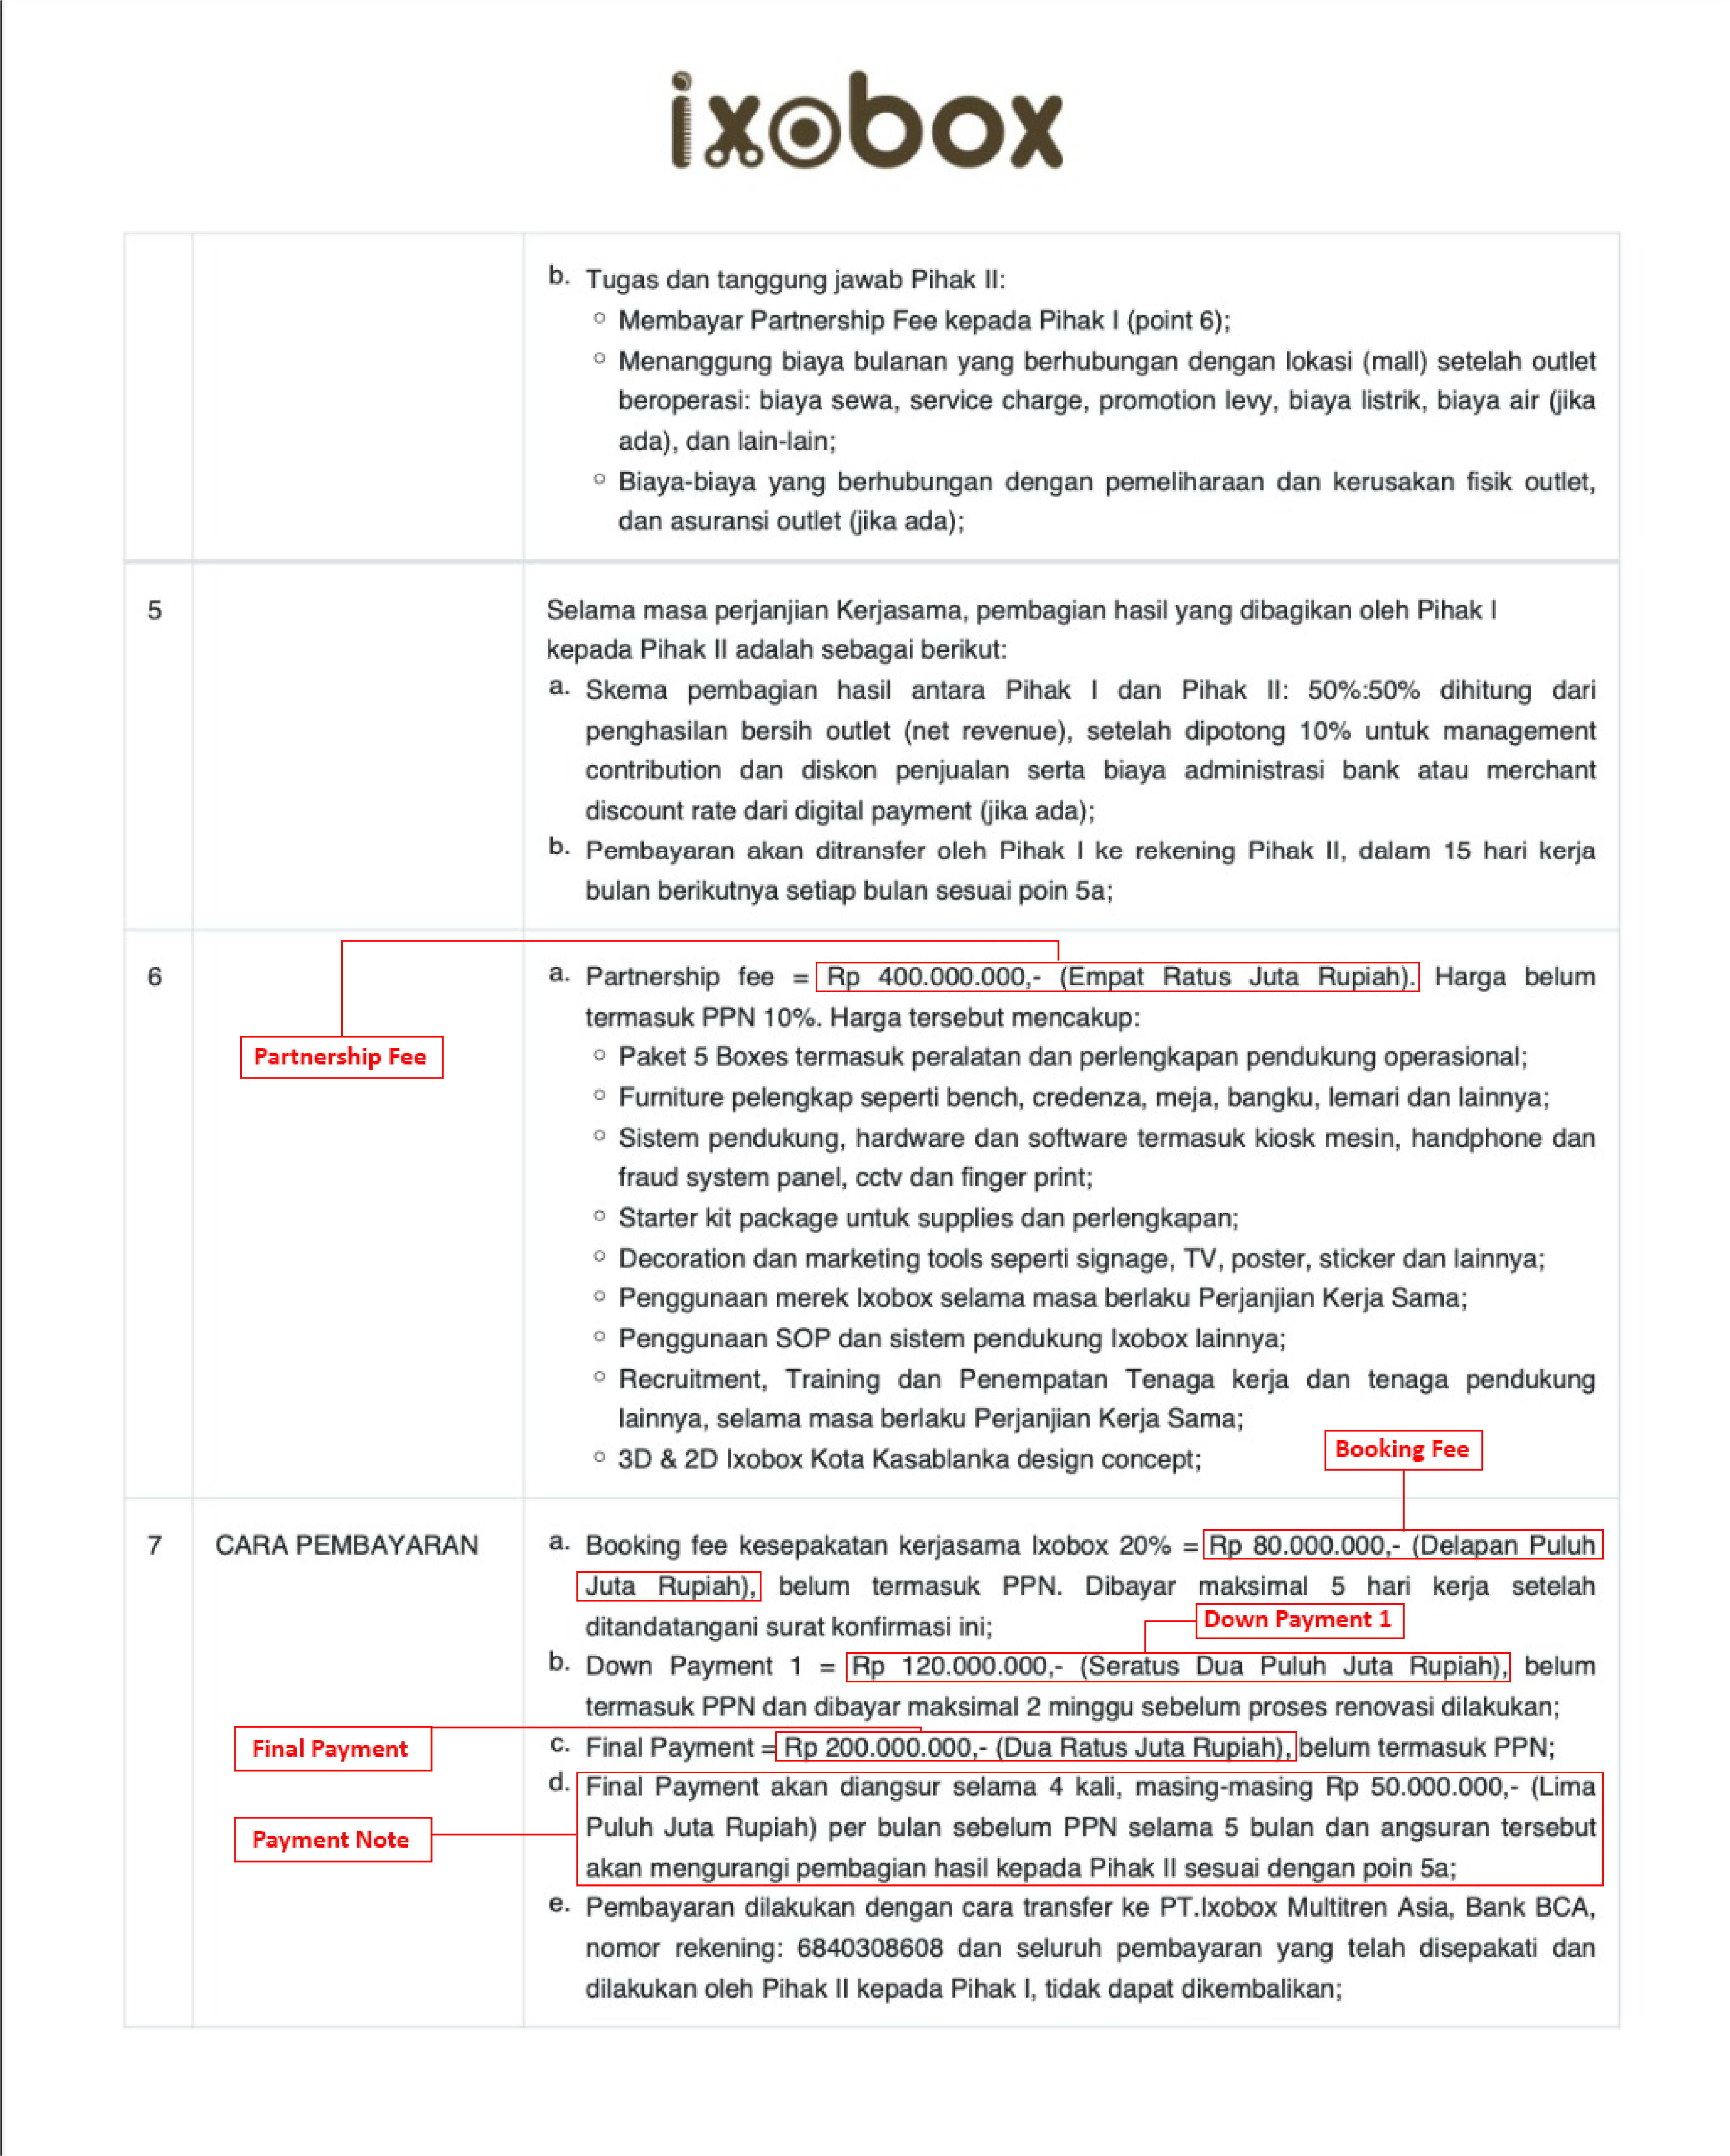 ixobox
b. Tugas dan tanggung jawab Pihak II:
○ Membayar Partnership Fee kepada Pihak I (point 6);
○ Menanggung biaya bulanan yang berhubungan dengan lokasi (mall) setelah outlet
beroperasi: biaya sewa, service charge, promotion levy, biaya listrik, biaya air (jika
ada), dan lain-lain;
○ Biaya-biaya yang berhubungan dengan pemeliharaan dan kerusakan fisik outlet,
dan asuransi outlet (jika ada);
5
Selama masa perjanjian Kerjasama, pembagian hasil yang dibagikan oleh Pihak I
kepada Pihak II adalah sebagai berikut:
a. Skema pembagian hasil antara Pihak I dan Pihak II: 50%:50% dihitung dari
penghasilan bersih outlet (net revenue), setelah dipotong 10% untuk management
contribution dan diskon penjualan serta biaya administrasi bank atau merchant
discount rate dari digital payment (jika ada);
b. Pembayaran akan ditransfer oleh Pihak I ke rekening Pihak II, dalam 15 hari kerja
bulan berikutnya setiap bulan sesuai poin 5a;
6
Partnership Fee
a. Partnership fee = Rp 400.000.000,- (Empat Ratus Juta Rupiah). Harga belum
termasuk PPN 10%. Harga tersebut mencakup:
○ Paket 5 Boxes termasuk peralatan dan perlengkapan pendukung operasional;
○ Furniture pelengkap seperti bench, credenza, meja, bangku, lemari dan lainnya;
○ Sistem pendukung, hardware dan software termasuk kiosk mesin, handphone dan
fraud system panel, cctv dan finger print;
○ Starter kit package untuk supplies dan perlengkapan;
○ Decoration dan marketing tools seperti signage, TV, poster, sticker dan lainnya;
○ Penggunaan merek Ixobox selama masa berlaku Perjanjian Kerja Sama;
○ Penggunaan SOP dan sistem pendukung Ixobox lainnya;
○ Recruitment, Training dan Penempatan Tenaga kerja dan tenaga pendukung
lainnya, selama masa berlaku Perjanjian Kerja Sama;
○ 3D & 2D Ixobox Kota Kasablanka design concept;
Booking Fee
7
CARA PEMBAYARAN
a. Booking fee kesepakatan kerjasama Ixobox 20% = Rp 80.000.000,- (Delapan Puluh
Juta Rupiah), belum termasuk PPN. Dibayar maksimal 5 hari kerja setelah
ditandatangani surat konfirmasi ini;
Down Payment 1
b. Down Payment 1 = Rp 120.000.000,- (Seratus Dua Puluh Juta Rupiah), belum
termasuk PPN dan dibayar maksimal 2 minggu sebelum proses renovasi dilakukan;
Final Payment
c. Final Payment = Rp 200.000.000,- (Dua Ratus Juta Rupiah), belum termasuk PPN;
Payment Note
d. Final Payment akan diangsur selama 4 kali, masing-masing Rp 50.000.000,- (Lima
Puluh Juta Rupiah) per bulan sebelum PPN selama 5 bulan dan angsuran tersebut
akan mengurangi pembagian hasil kepada Pihak II sesuai dengan poin 5a;
e. Pembayaran dilakukan dengan cara transfer ke PT.Ixobox Multitren Asia, Bank BCA,
nomor rekening: 6840308608 dan seluruh pembayaran yang telah disepakati dan
dilakukan oleh Pihak II kepada Pihak I, tidak dapat dikembalikan;